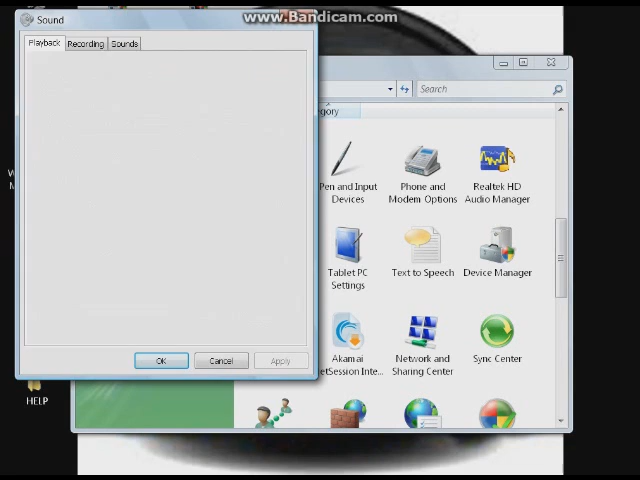 www.Bandicam.com
Sound
Playback
Recording
Sounds
Search
gory
Pen and Input
Devices
Phone and
Modem Options
Realtek HD
Audio Manager
Tablet PC
Settings
Text to Speech
Device Manager
Akamai
etSession Inte...
Network and
Sharing Center
Sync Center
OK
Cancel
Apply
HELP